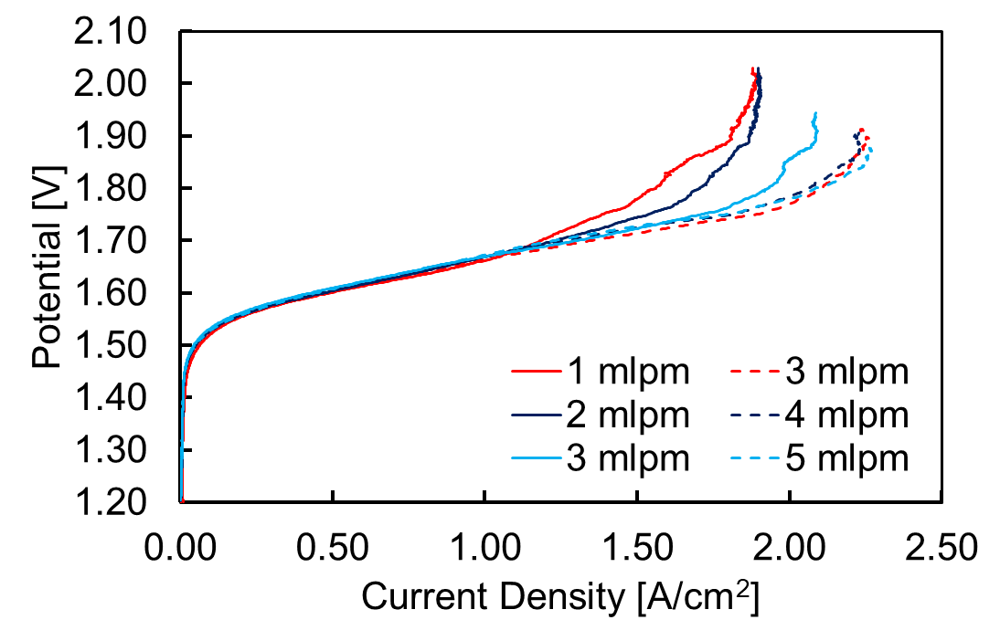 2.10
2.00
1.90
1.80
1.70
1.60
1.50
1.40
1.30
1.20
Potential [V]
1 mlpm
3 mlpm
2 mlpm
4 mlpm
3 mlpm
5 mlpm
0.00 0.50 1.00 1.50 2.00 2.50
Current Density [A/cm²]